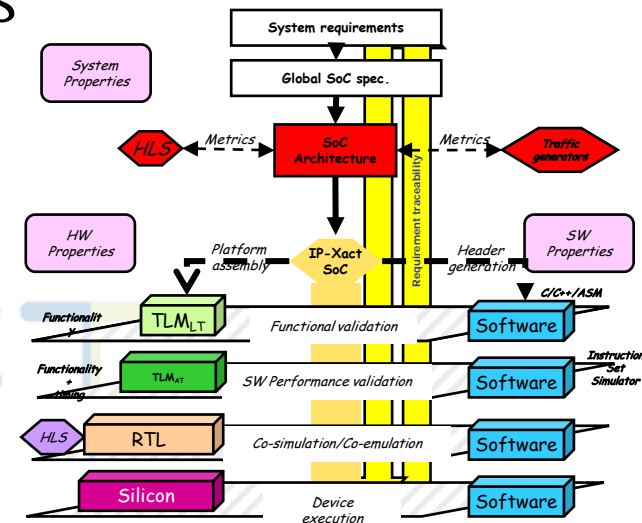 s
System requirements
System
Properties
Global SoC spec.
HLS
Metrics
SoC
Architecture
Metrics
Traffic
generators
Requirement traceability
HW
Properties
SW
Properties
Platform
assembly
IP-Xact
SoC
Header
generation
C/C++/ASM
Functionalit
y
TLMLT
Functional validation
Software
Functionality
+
timing
TLMAT
SW Performance validation
Software
Instruction
Set
Simulator
HLS
RTL
Co-simulation/Co-emulation
Software
Silicon
Device
execution
Software